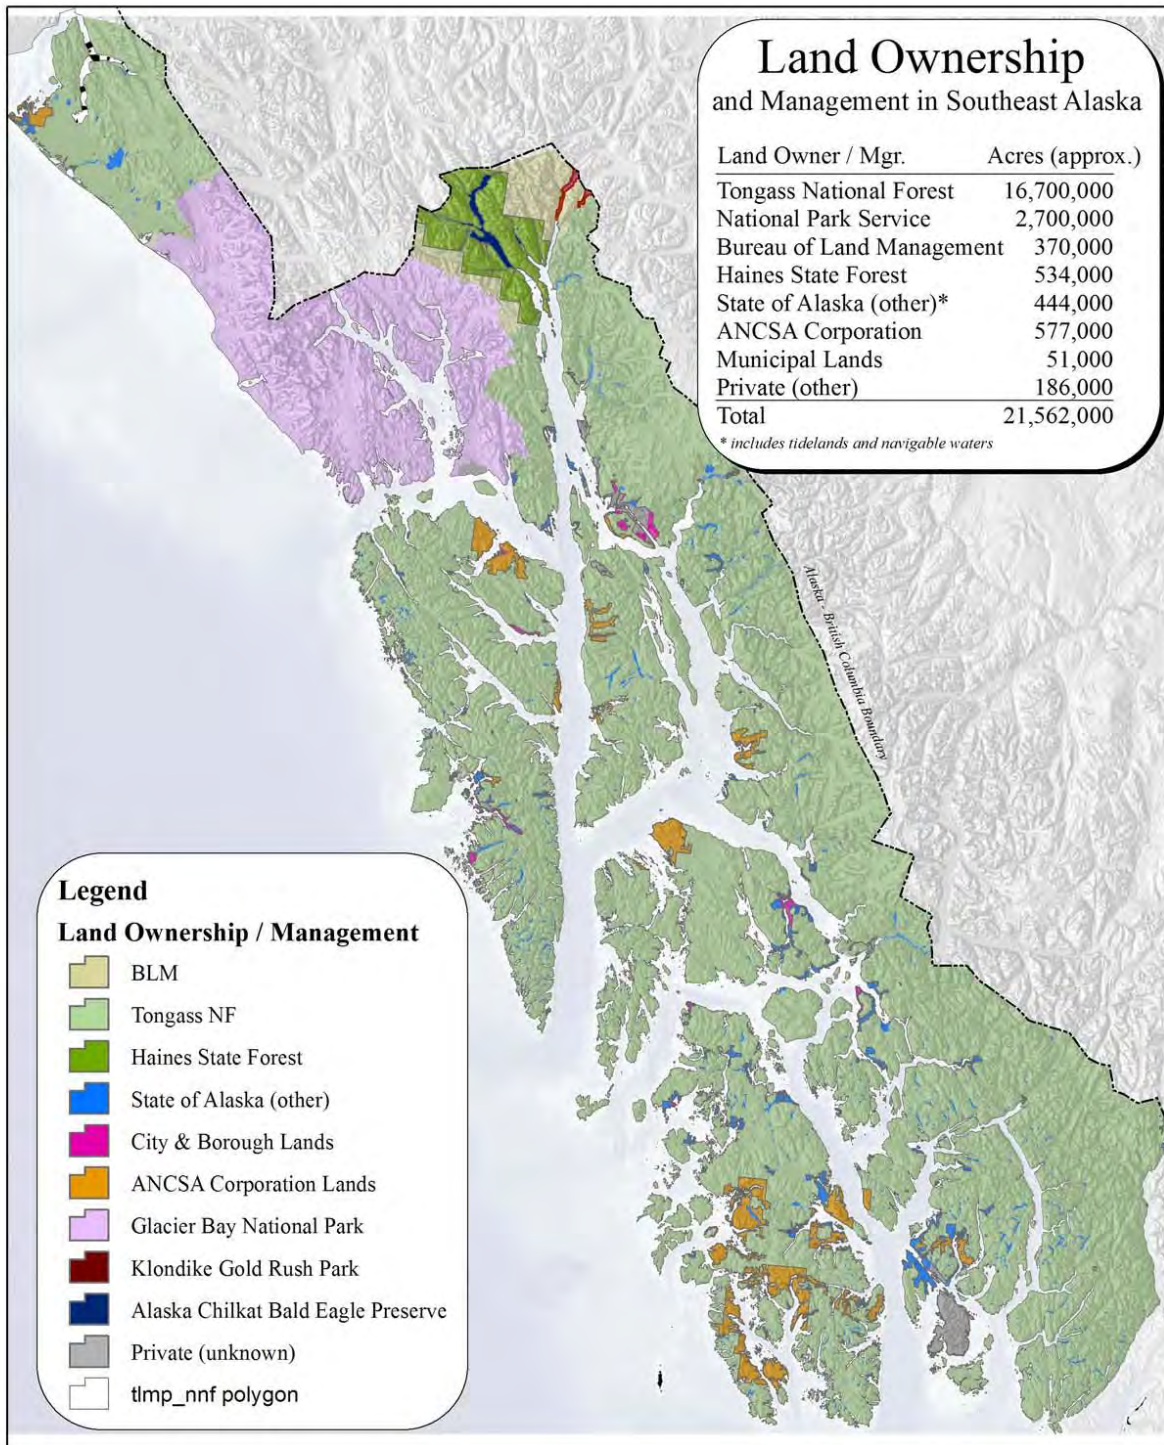 Land Ownership
and Management in Southeast Alaska
Land Owner / Mgr. Acres (approx.)
Tongass National Forest 16,700,000
National Park Service 2,700,000
Bureau of Land Management 370,000
Haines State Forest 534,000
State of Alaska (other)* 444,000
ANCSA Corporation 577,000
Municipal Lands 51,000
Private (other) 186,000
Total 21,562,000
* includes tidelands and navigable waters
Alaska - British Columbia Boundary
Legend
Land Ownership / Management
BLM
Tongass NF
Haines State Forest
State of Alaska (other)
City & Borough Lands
ANCSA Corporation Lands
Glacier Bay National Park
Klondike Gold Rush Park
Alaska Chilkat Bald Eagle Preserve
Private (unknown)
tlmp_nnf polygon